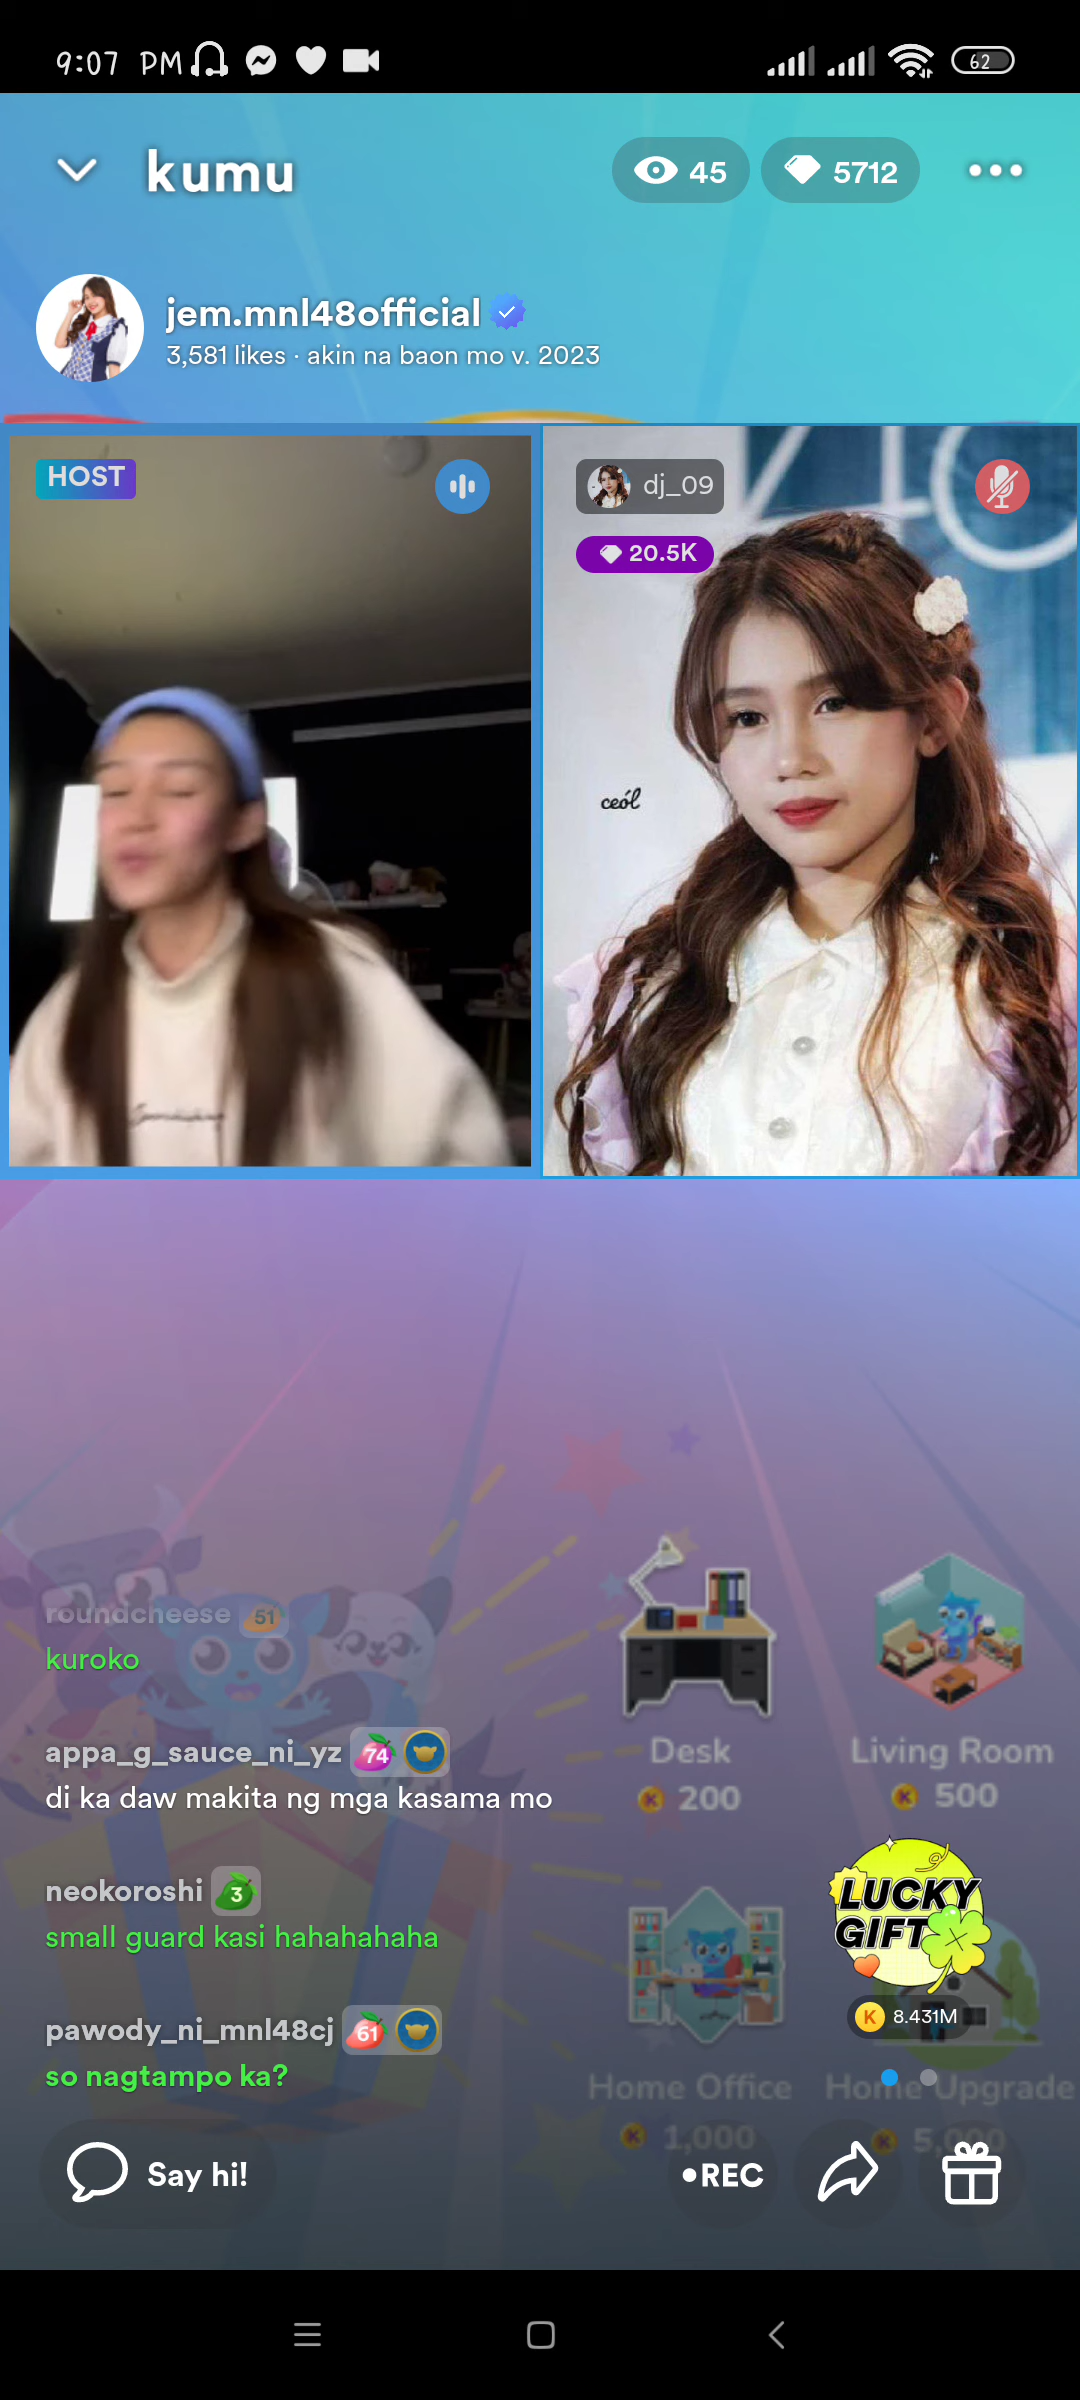 9:07 PM
62
kumu
45
5712
jem.mnl48official
3,581 likes · akin na baon mo v. 2023
HOST
dj_09
20.5K
ceól
roundcheese 51
kuroko
appa_g_sauce_ni_yz 74
di ka daw makita ng mga kasama mo
neokoroshi 3
small guard kasi hahahahaha
pawody_ni_mnl48cj 61
so nagtampo ka?
Desk
200
Living Room
500
LUCKY
GIFT
K 8.431M
Home Office
1,000
Home Upgrade
5,000
Say hi!
REC